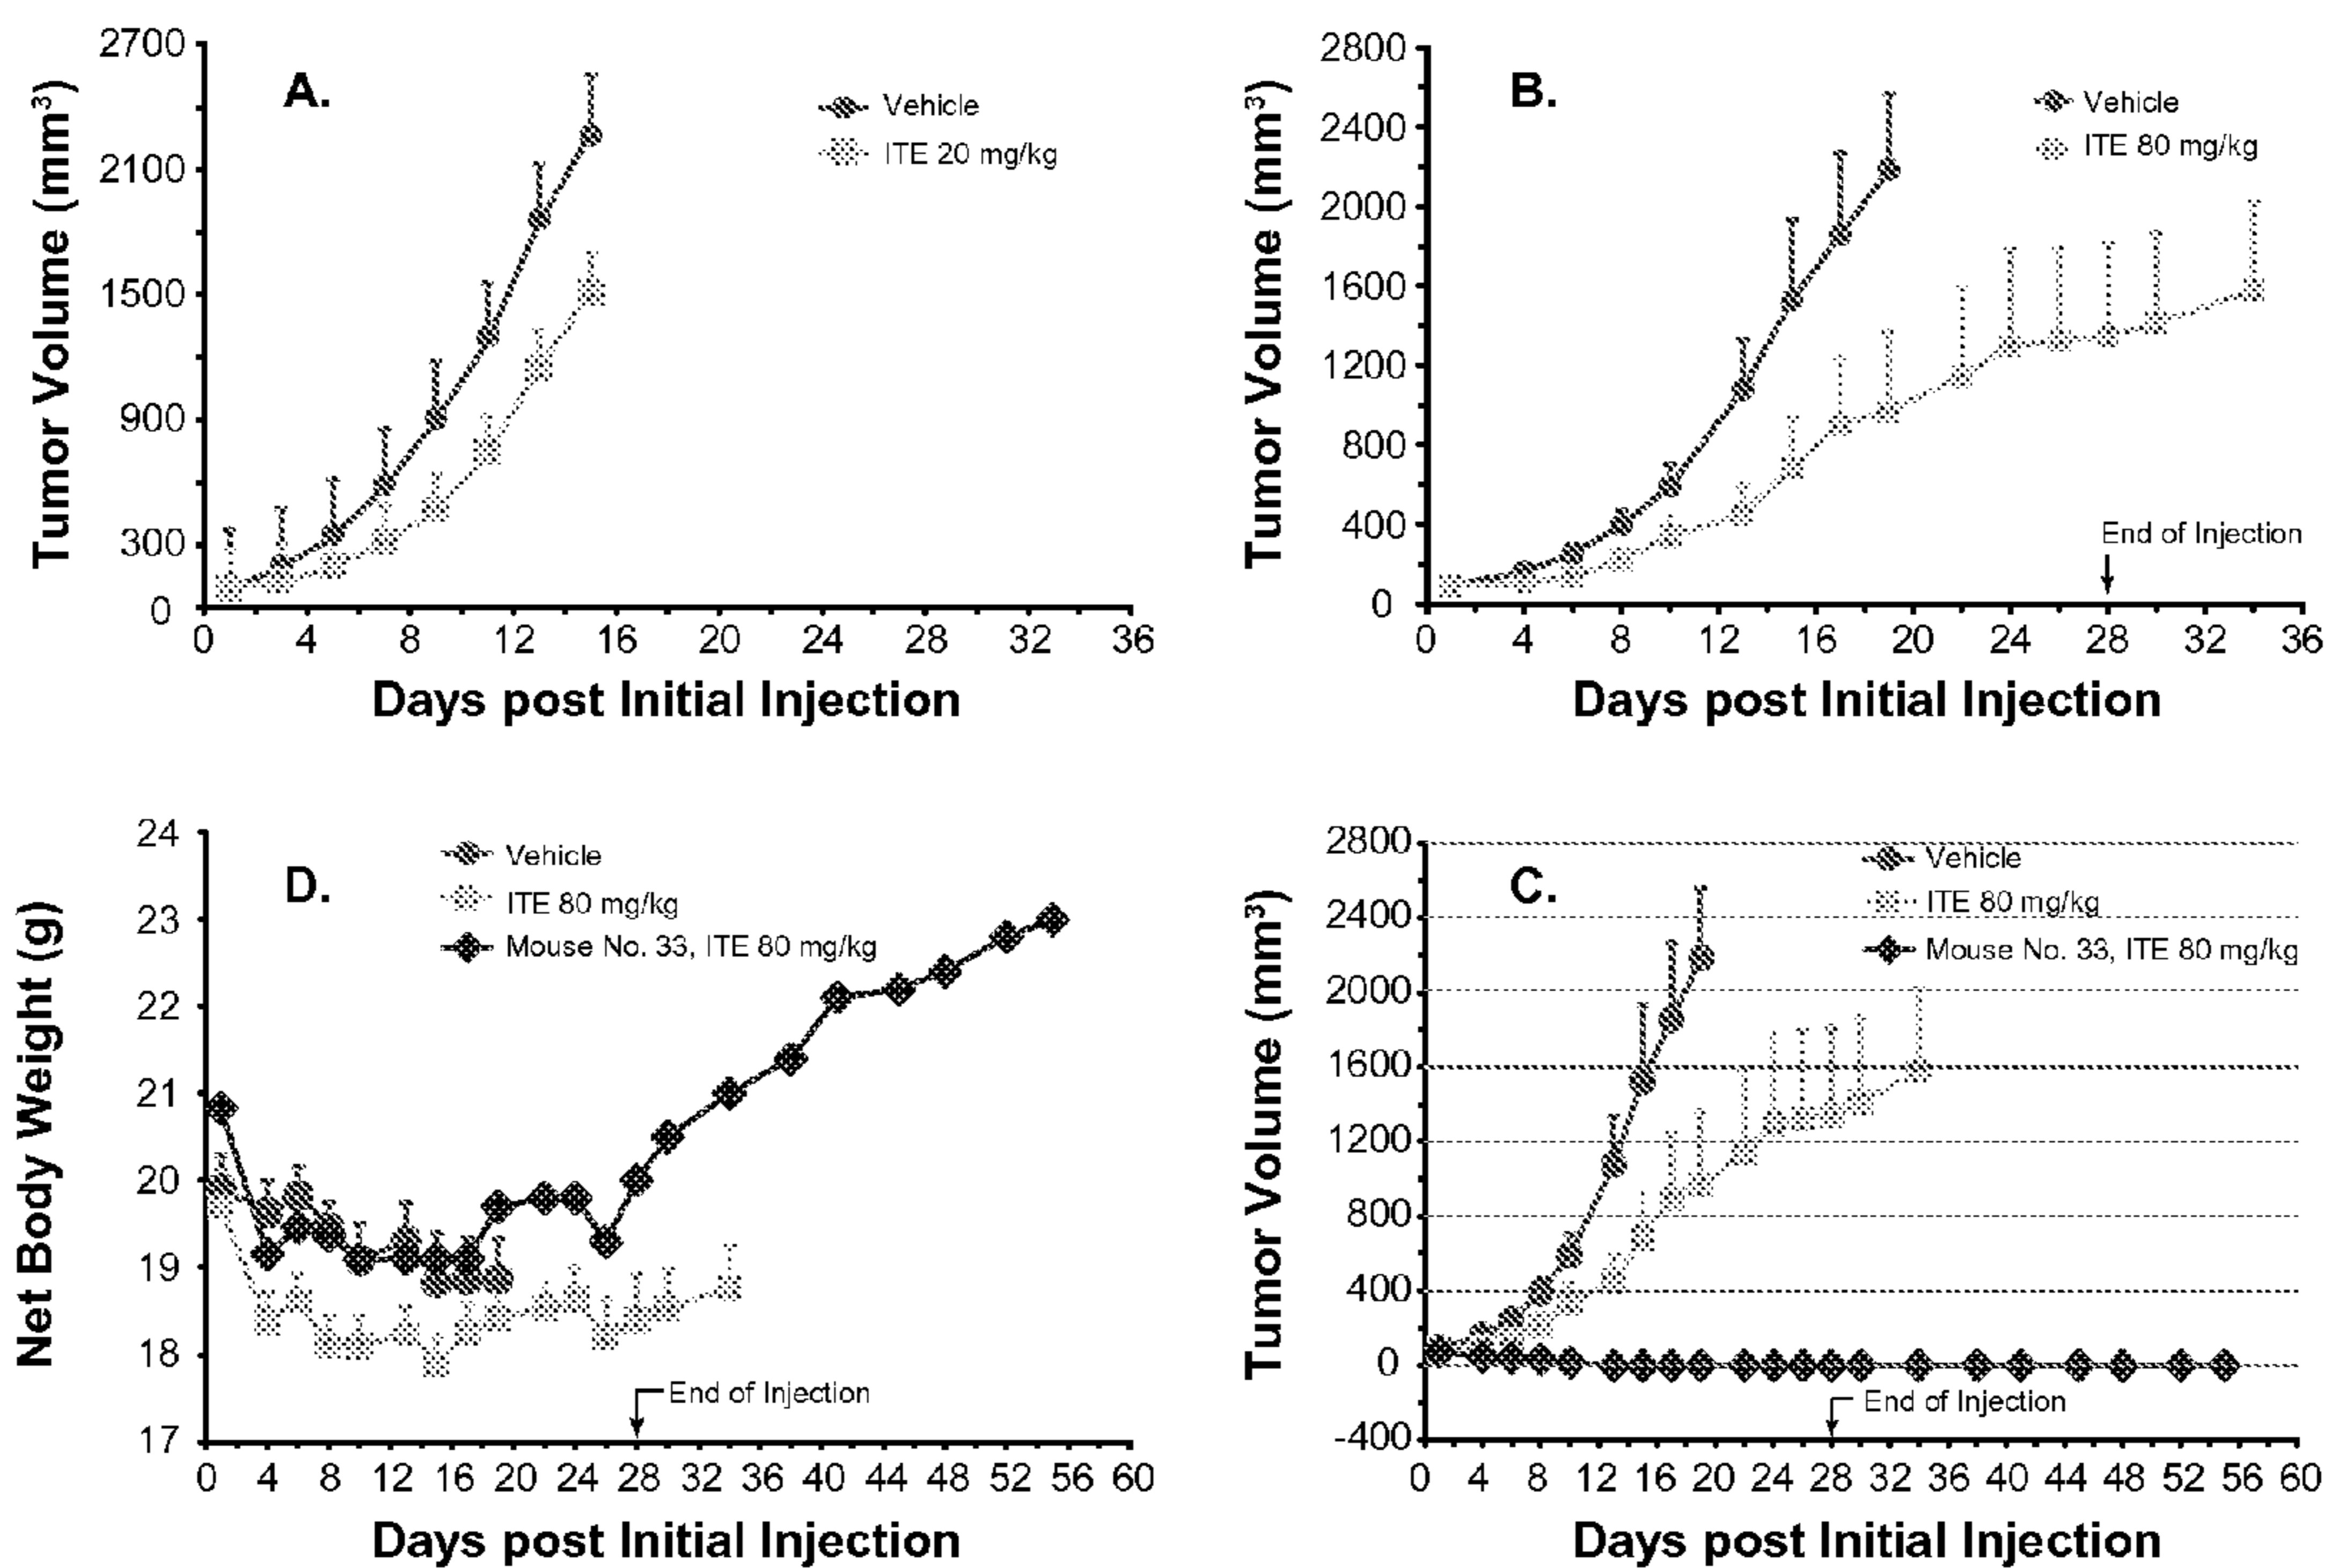 A.
Vehicle
ITE 20 mg/kg
Tumor Volume (mm³)
2700
2100
1500
900
300
0
0 4 8 12 16 20 24 28 32 36
Days post Initial Injection
B.
Vehicle
ITE 80 mg/kg
Tumor Volume (mm³)
2800
2400
2000
1600
1200
800
400
0
End of Injection
0 4 8 12 16 20 24 28 32 36
Days post Initial Injection
D.
Vehicle
ITE 80 mg/kg
Mouse No. 33, ITE 80 mg/kg
Net Body Weight (g)
24
23
22
21
20
19
18
17
End of Injection
0 4 8 12 16 20 24 28 32 36 40 44 48 52 56 60
Days post Initial Injection
C.
Vehicle
ITE 80 mg/kg
Mouse No. 33, ITE 80 mg/kg
Tumor Volume (mm³)
2800
2400
2000
1600
1200
800
400
0
-400
End of Injection
0 4 8 12 16 20 24 28 32 36 40 44 48 52 56 60
Days post Initial Injection